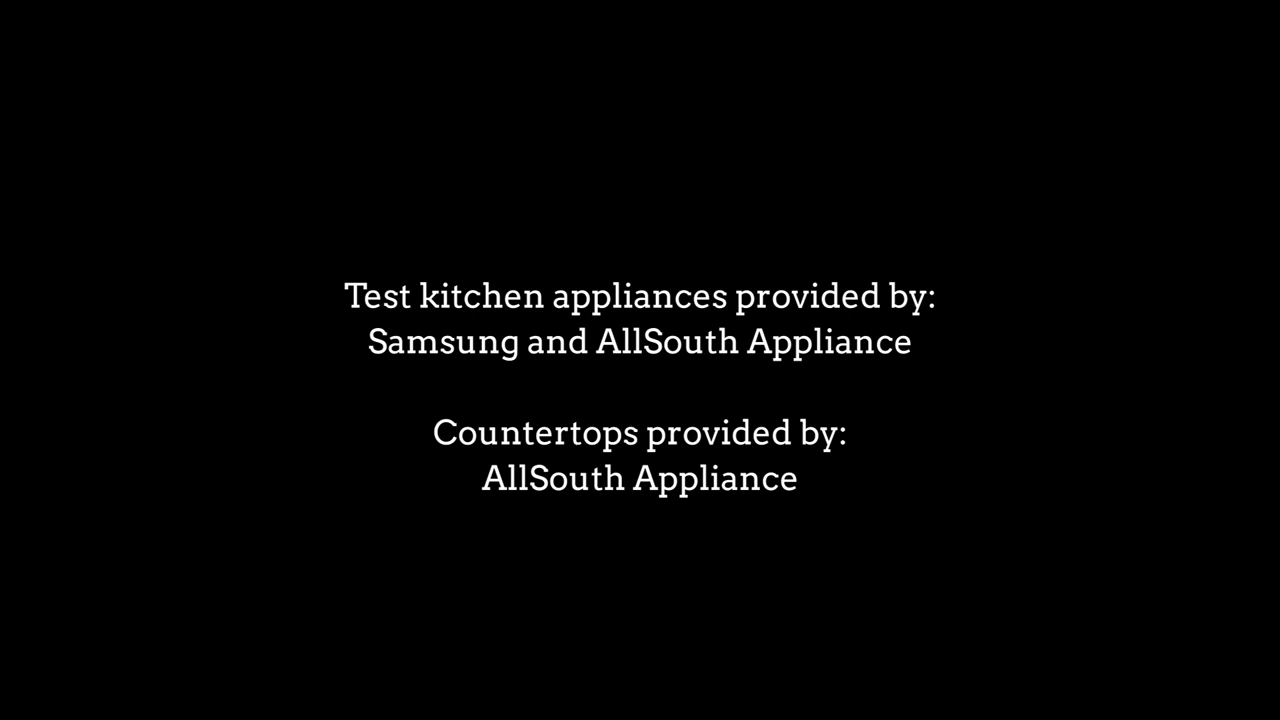 Test kitchen appliances provided by:
Samsung and AllSouth Appliance
Countertops provided by:
AllSouth Appliance